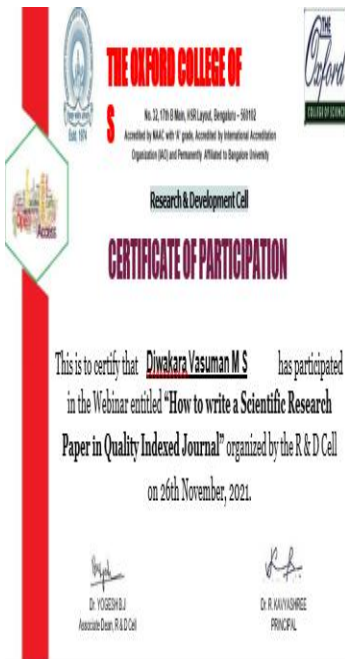 THE OXFORD COLLEGE OF
S
No. 32, 17th B Main, HSR Layout, Bengaluru – 560102
Accredited by NAAC with 'A' grade, Accredited by International Accreditation
Organization (IAO) and Permanently Affiliated to Bangalore University
Estd. 1974
THE
Oxford
COLLEGE OF SCIENCE
Open
Access
Research & Development Cell
CERTIFICATE OF PARTICIPATION
This is to certify that Diwakara Vasuman M S has participated
in the Webinar entitled “How to write a Scientific Research
Paper in Quality Indexed Journal” organized by the R & D Cell
on 26th November, 2021.
Dr. YOGESH B.J
Associate Dean, R & D Cell
Dr. R. KAVYASHREE
PRINCIPAL